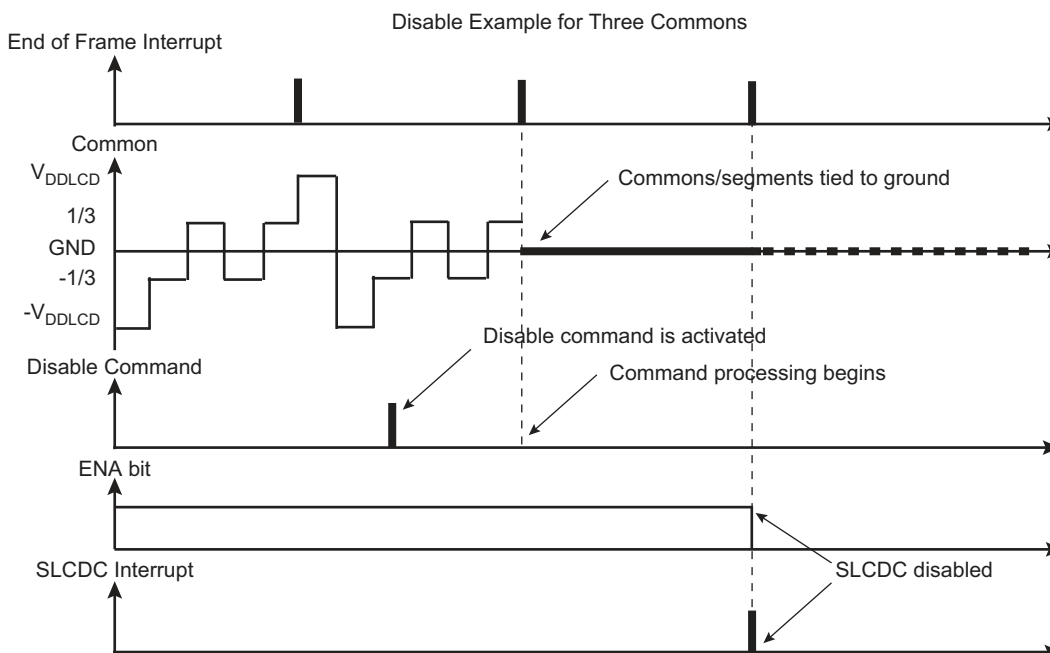 Disable Example for Three Commons
End of Frame Interrupt
Common
VDDLCD
1/3
GND
-1/3
-VDDLCD
Commons/segments tied to ground
Disable command is activated
Disable Command
Command processing begins
ENA bit
SLCDC Interrupt
SLCDC disabled